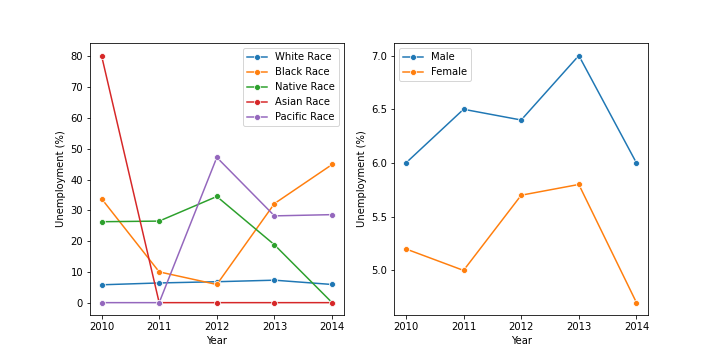 White Race
Black Race
Native Race
Asian Race
Pacific Race
80
70
60
50
40
30
20
10
0
Unemployment (%)
2010 2011 2012 2013 2014
Year
Male
Female
7.0
6.5
6.0
5.5
5.0
Unemployment (%)
2010 2011 2012 2013 2014
Year